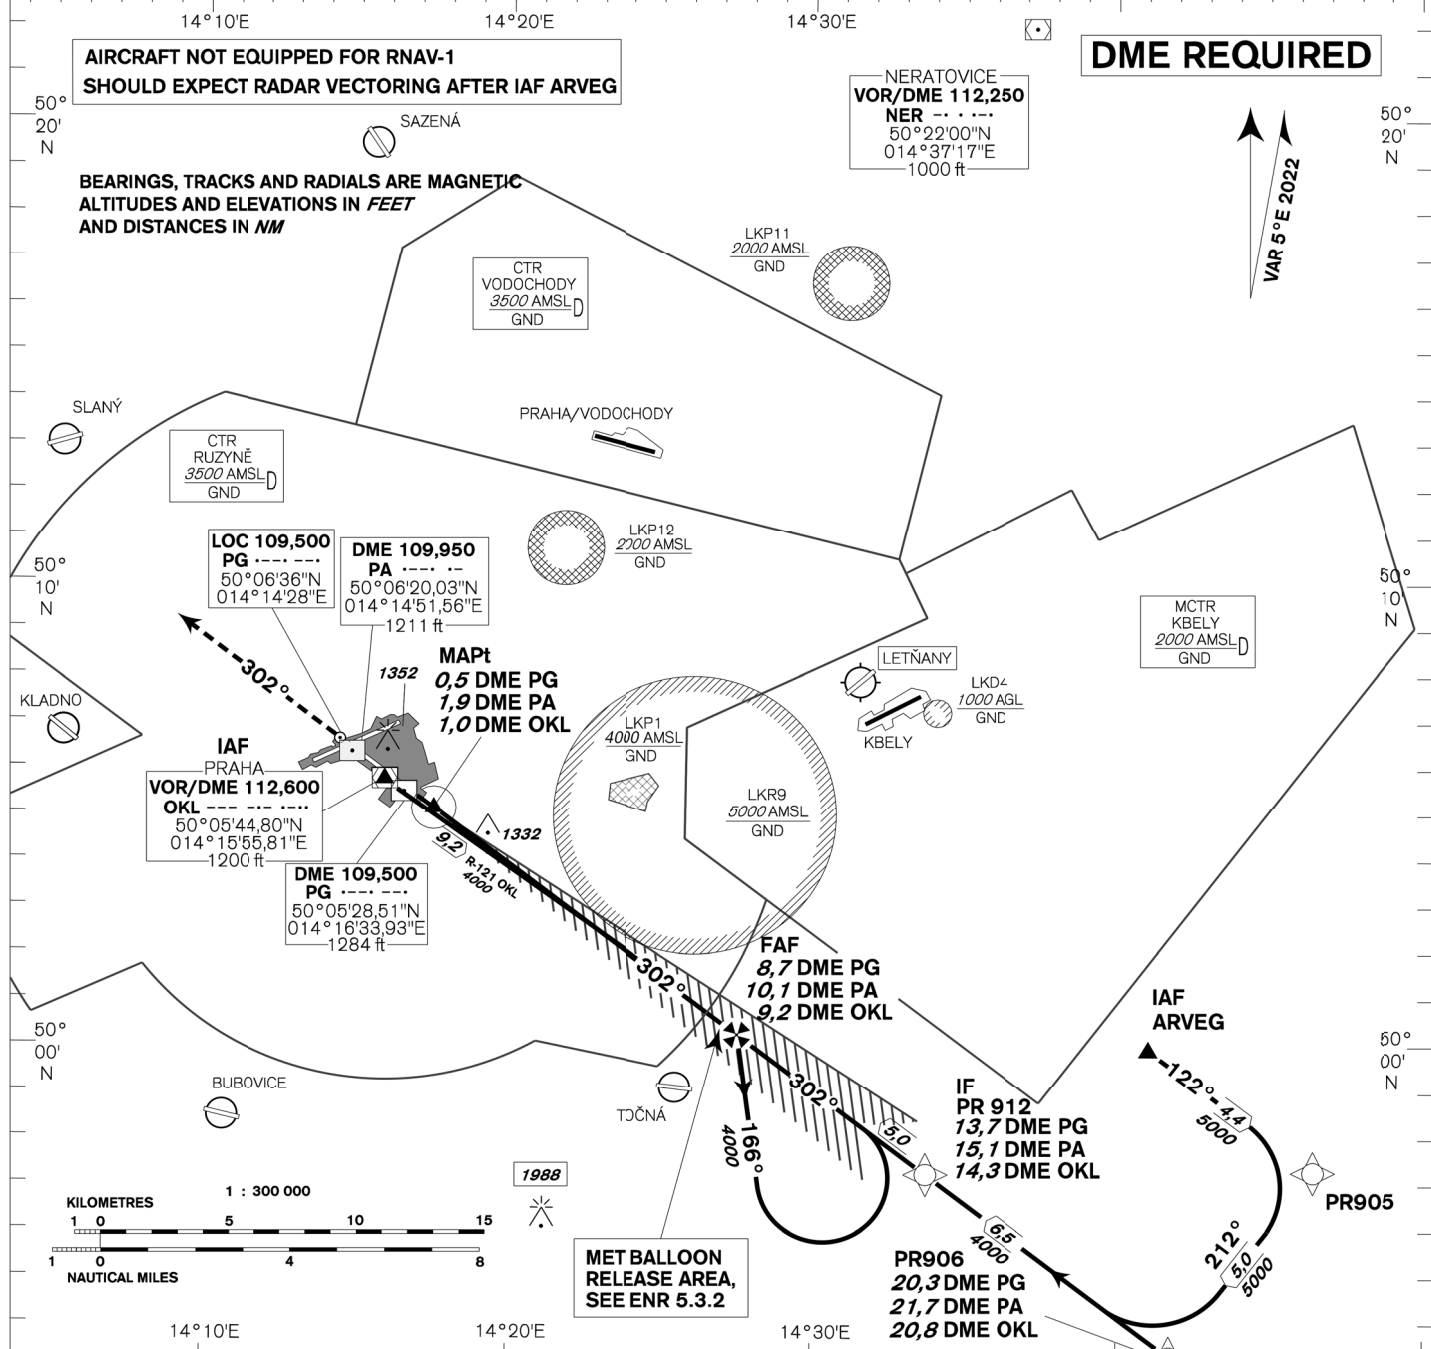 14°10'E
14°20'E
14°30'E
AIRCRAFT NOT EQUIPPED FOR RNAV-1
SHOULD EXPECT RADAR VECTORING AFTER IAF ARVEG
DME REQUIRED
NERATOVICE
VOR/DME 112,250
NER
50°22'00"N
014°37'17"E
1000 ft
50°
20'
N
50°
20'
N
SAZENÁ
VAR 5°E 2022
BEARINGS, TRACKS AND RADIALS ARE MAGNETIC
ALTITUDES AND ELEVATIONS IN FEET
AND DISTANCES IN NM
LKP11
2000 AMSL
GND
CTR
VODOCHODY
3500 AMSL
GND
D
SLANÝ
PRAHA/VODOCHODY
CTR
RUZYNĚ
3500 AMSL
GND
D
LKP12
2000 AMSL
GND
LOC 109,500
PG
50°06'36"N
014°14'28"E
DME 109,950
PA
50°06'20,03"N
014°14'51,56"E
1211 ft
50°
10'
N
50°
10'
N
MCTR
KBELY
2000 AMSL
GND
D
302°
1352
MAPt
0,5 DME PG
1,9 DME PA
1,0 DME OKL
LETŇANY
LKD4
1000 AGL
GND
KBELY
KLADNO
LKP1
4000 AMSL
GND
IAF
PRAHA
VOR/DME 112,600
OKL
50°05'44,80"N
014°15'55,81"E
1200 ft
LKR9
5000 AMSL
GND
1332
9,2
R-121 OKL
4000
DME 109,500
PG
50°05'28,51"N
014°16'33,93"E
1284 ft
302°
FAF
8,7 DME PG
10,1 DME PA
9,2 DME OKL
IAF
ARVEG
50°
00'
N
50°
00'
N
122°
4,4
5000
BUBOVICE
TOČNÁ
302°
5,0
IF
PR 912
13,7 DME PG
15,1 DME PA
14,3 DME OKL
166°
4000
1988
PR905
1 : 300 000
KILOMETRES
1 0 5 10 15
1 0 4 8
NAUTICAL MILES
212°
5,0
5000
6,5
4000
MET BALLOON
RELEASE AREA,
SEE ENR 5.3.2
PR906
20,3 DME PG
21,7 DME PA
20,8 DME OKL
14°10'E
14°20'E
14°30'E